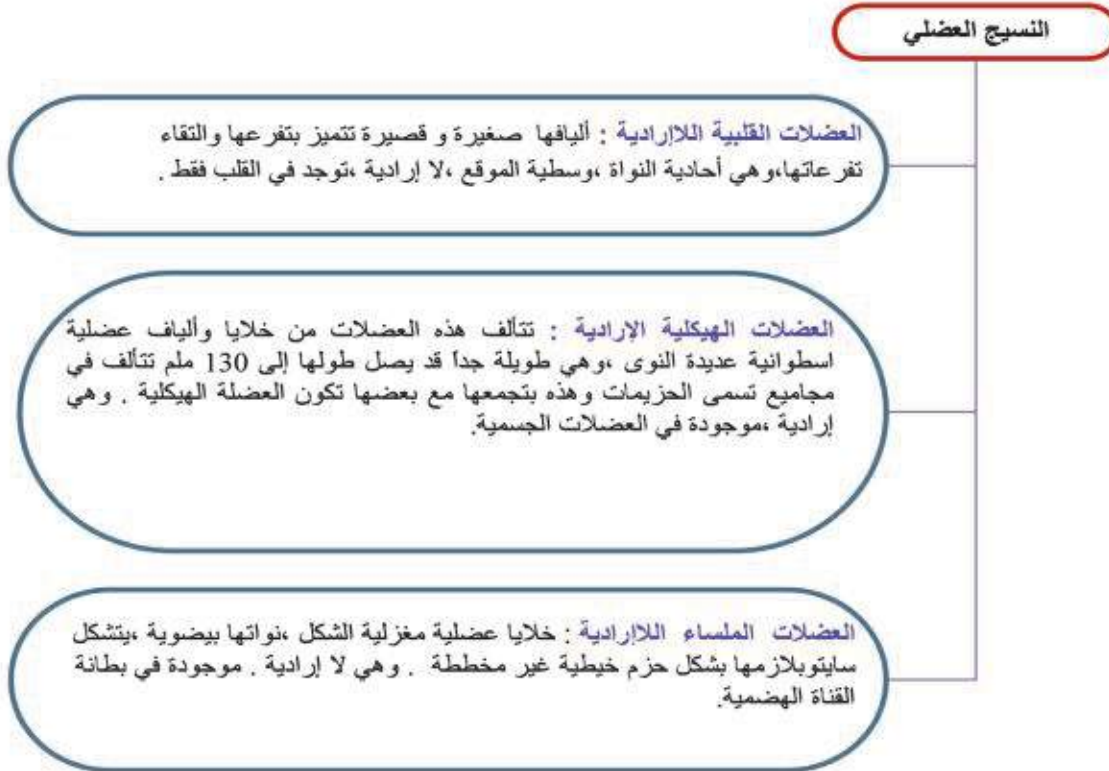 النسيج العضلي
العضلات القلبية اللاإرادية : أليافها صغيرة و قصيرة تتميز بتفرعها والتقاء
تفرعاتها،وهي أحادية النواة ،وسطية الموقع ،لا إرادية ،توجد في القلب فقط .
العضلات الهيكلية الإرادية : تتألف هذه العضلات من خلايا وألياف عضلية
اسطوانية عديدة النوى ،وهي طويلة جداً قد يصل طولها إلى 130 ملم تتألف في
مجاميع تسمى الحزيمات وهذه بتجمعها مع بعضها تكون العضلة الهيكلية . وهي
إرادية ،موجودة في العضلات الجسمية.
العضلات الملساء اللاإرادية : خلايا عضلية مغزلية الشكل ،نواتها بيضوية ،يتشكل
سايتوبلازمها بشكل حزم خيطية غير مخططة . وهي لا إرادية . موجودة في بطانة
القناة الهضمية.